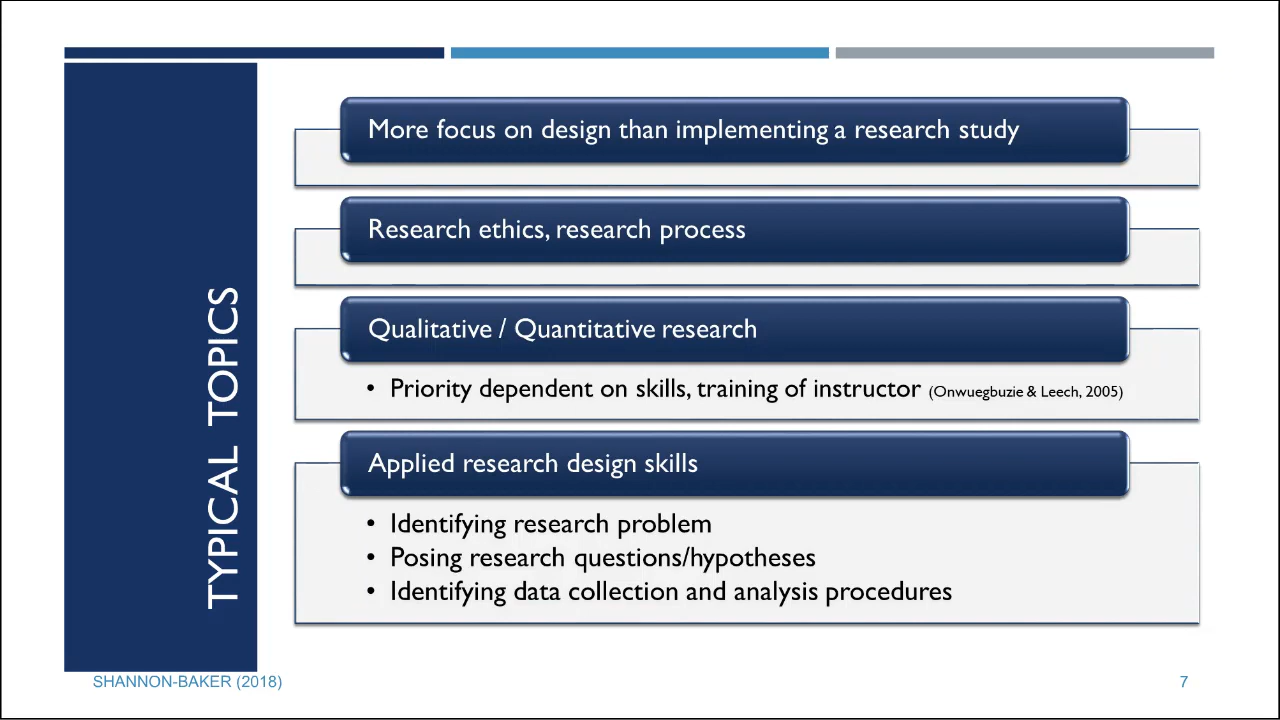 TYPICAL TOPICS
More focus on design than implementing a research study
Research ethics, research process
Qualitative / Quantitative research
• Priority dependent on skills, training of instructor (Onwuegbuzie & Leech, 2005)
Applied research design skills
• Identifying research problem
• Posing research questions/hypotheses
• Identifying data collection and analysis procedures
SHANNON-BAKER (2018)
7